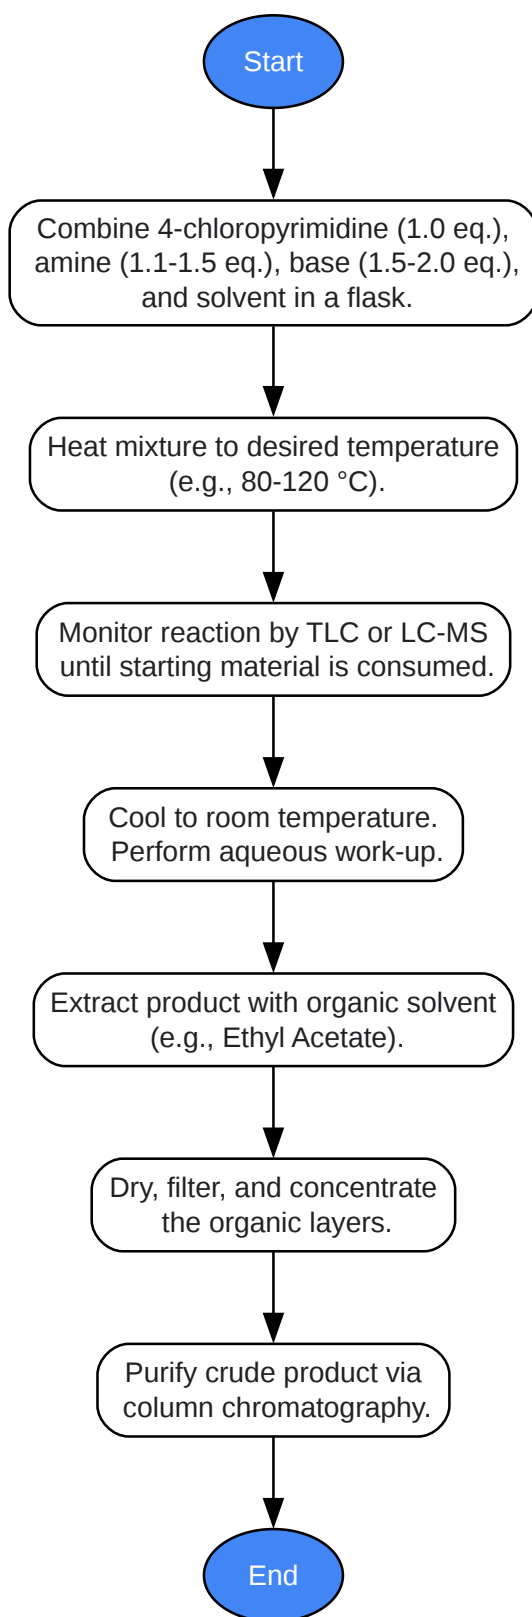 Start
Combine 4-chloropyrimidine (1.0 eq.),
amine (1.1-1.5 eq.), base (1.5-2.0 eq.),
and solvent in a flask.
Heat mixture to desired temperature
(e.g., 80-120 °C).
Monitor reaction by TLC or LC-MS
until starting material is consumed.
Cool to room temperature.
Perform aqueous work-up.
Extract product with organic solvent
(e.g., Ethyl Acetate).
Dry, filter, and concentrate
the organic layers.
Purify crude product via
column chromatography.
End